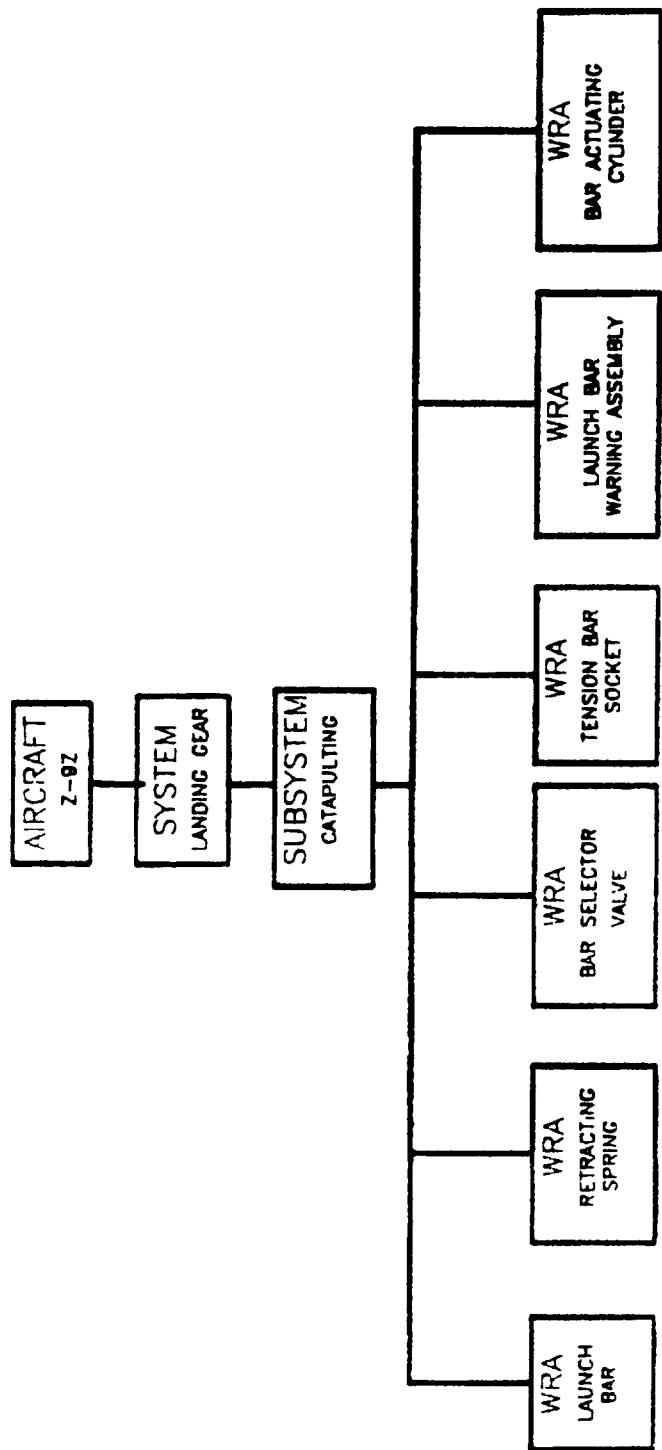 AIRCRAFT
Z-9Z
SYSTEM
LANDING GEAR
SUBSYSTEM
CATAPULTING
WRA
LAUNCH
BAR
WRA
RETRACTING
SPRING
WRA
BAR SELECTOR
VALVE
WRA
TENSION BAR
SOCKET
WRA
LAUNCH BAR
WARNING ASSEMBLY
WRA
BAR ACTUATING
CYLINDER